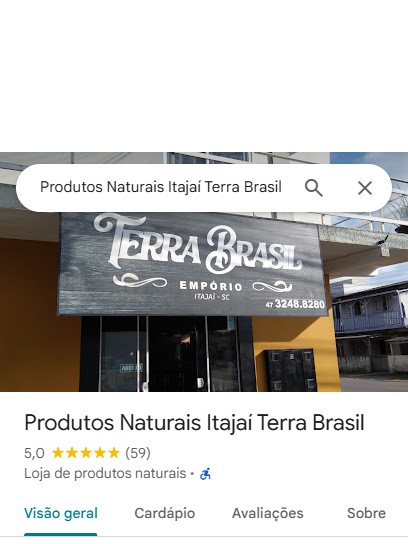 Produtos Naturais Itajaí Terra Brasil
TERRA BRASIL
EMPÓRIO
ITAJAÍ - SC
47 3248.8280
ABERTO
Produtos Naturais Itajaí Terra Brasil
5,0 ★★★★★ (59)
Loja de produtos naturais ·
Visão geral Cardápio Avaliações Sobre